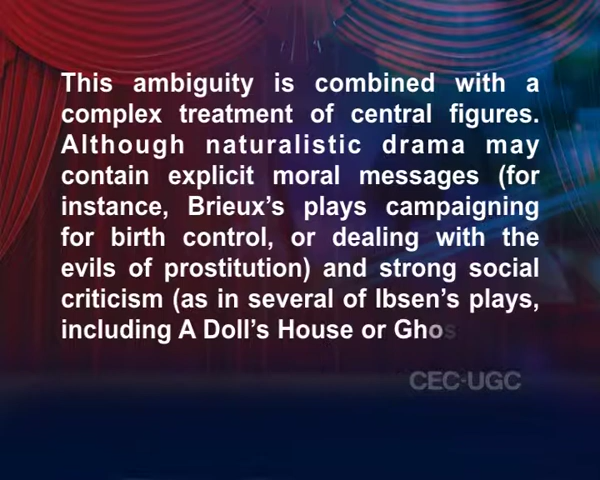 This ambiguity is combined with a
complex treatment of central figures.
Although naturalistic drama may
contain explicit moral messages (for
instance, Brieux's plays campaigning
for birth control, or dealing with the
evils of prostitution) and strong social
criticism (as in several of Ibsen's plays,
including A Doll's House or Ghos
CEC-UGC